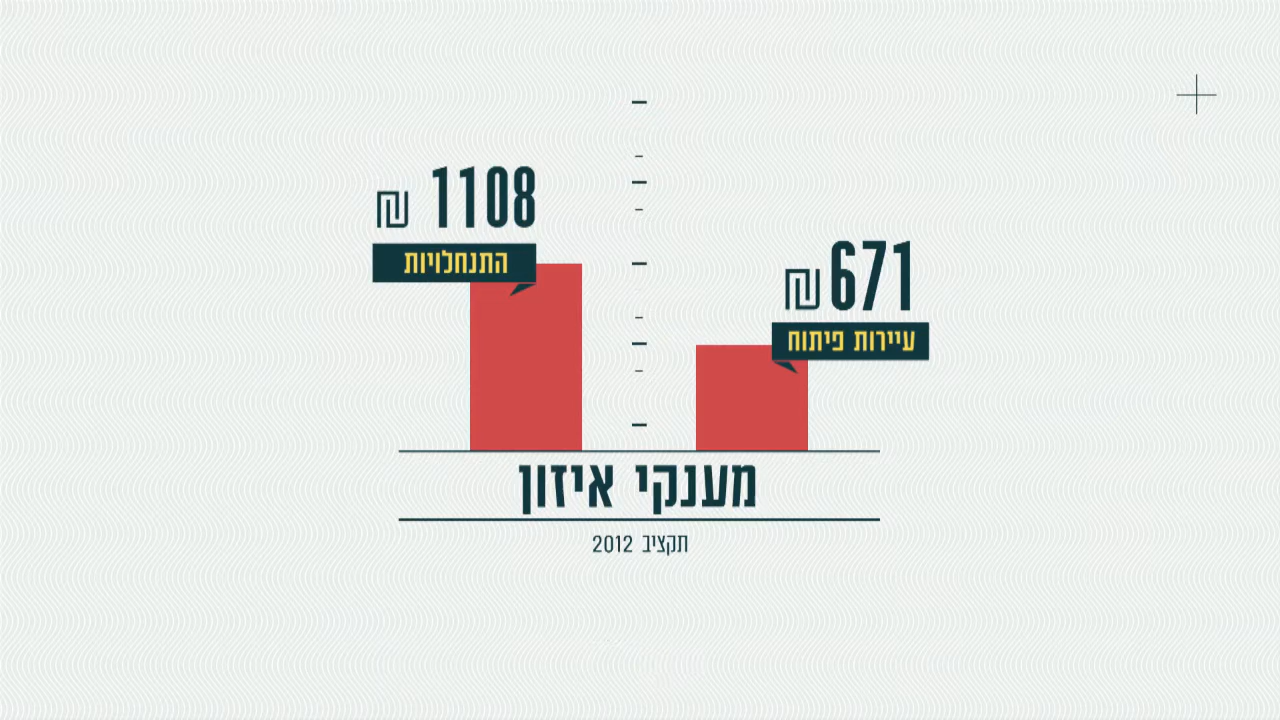 1108 ₪
התנחלויות
671 ₪
עיירות פיתוח
מענקי איזון
תקציב 2012